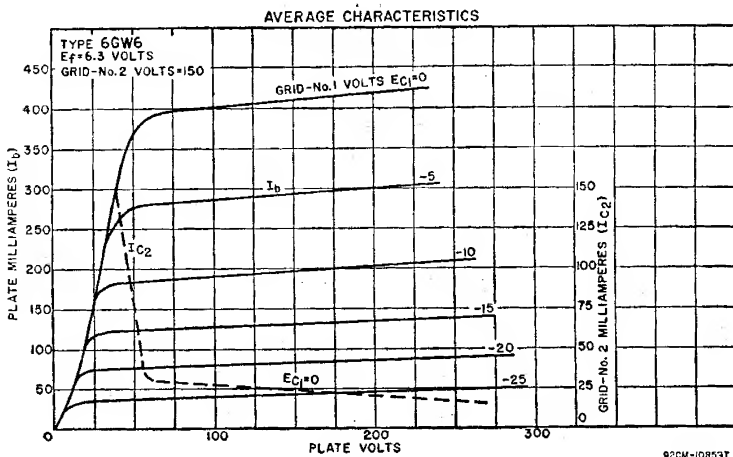 AVERAGE CHARACTERISTICS
TYPE 6GW6
Ef=6.3 VOLTS
GRID-No.2 VOLTS=150
GRID-No.1 VOLTS EC1=0
Ib
-5
IC2
-10
-15
-20
EC1=0
-25
PLATE MILLIAMPERES (Ib)
450
400
350
300
250
200
150
100
50
0
100
200
300
PLATE VOLTS
150
125
100
75
50
25
0
GRID-No.2 MILLIAMPERES (IC2)
92CM-10853T